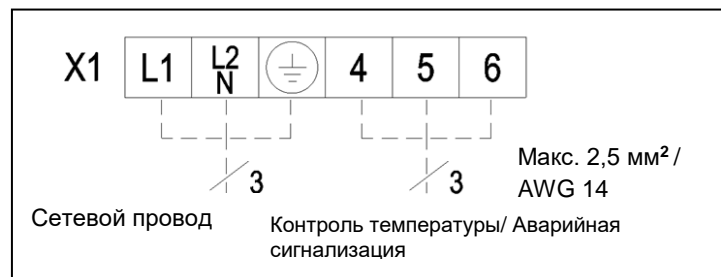 X1 L1 L2 N 4 5 6
3 3
Макс. 2,5 мм² /
AWG 14
Сетевой провод
Контроль температуры/ Аварийная
сигнализация